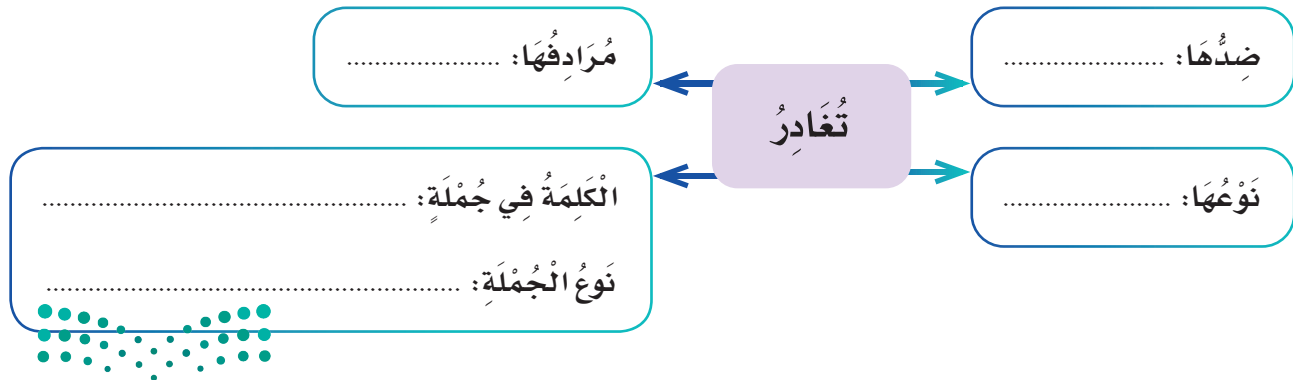 ضِدُّهَا: .......................
مُرَادِفُهَا: .....................
تُغَادِرُ
نَوْعُهَا: ........................
الْكَلِمَةُ فِي جُمْلَةٍ: ....................................................
نَوعُ الْجُمْلَةِ: ............................................................